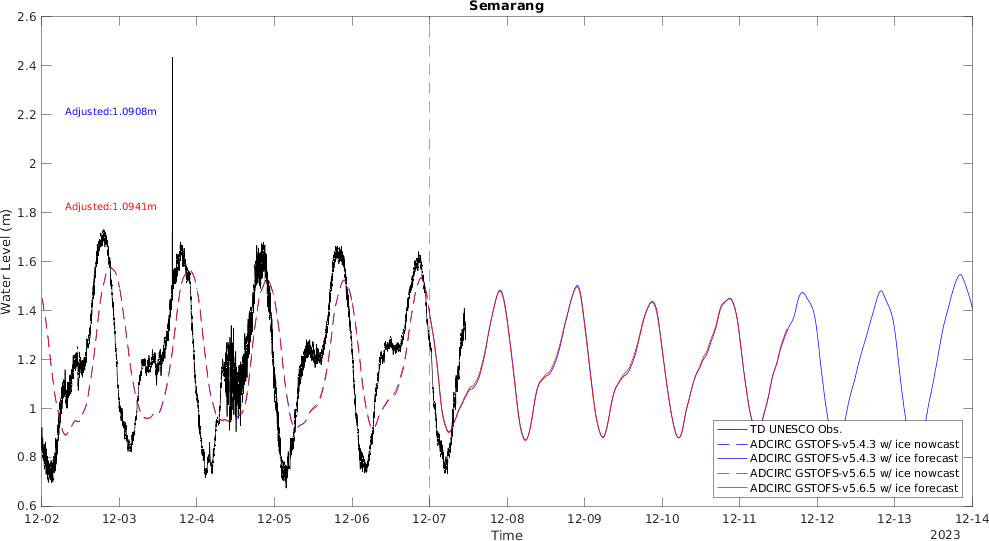 Semarang
2.6
2.4
2.2
2
1.8
1.6
1.4
1.2
1
0.8
0.6
Water Level (m)
Adjusted:1.0908m
Adjusted:1.0941m
TD UNESCO Obs.
ADCIRC GSTOFS-v5.4.3 w/ ice nowcast
ADCIRC GSTOFS-v5.4.3 w/ ice forecast
ADCIRC GSTOFS-v5.6.5 w/ ice nowcast
ADCIRC GSTOFS-v5.6.5 w/ ice forecast
12-02 12-03 12-04 12-05 12-06 12-07 12-08 12-09 12-10 12-11 12-12 12-13 12-14
Time
2023